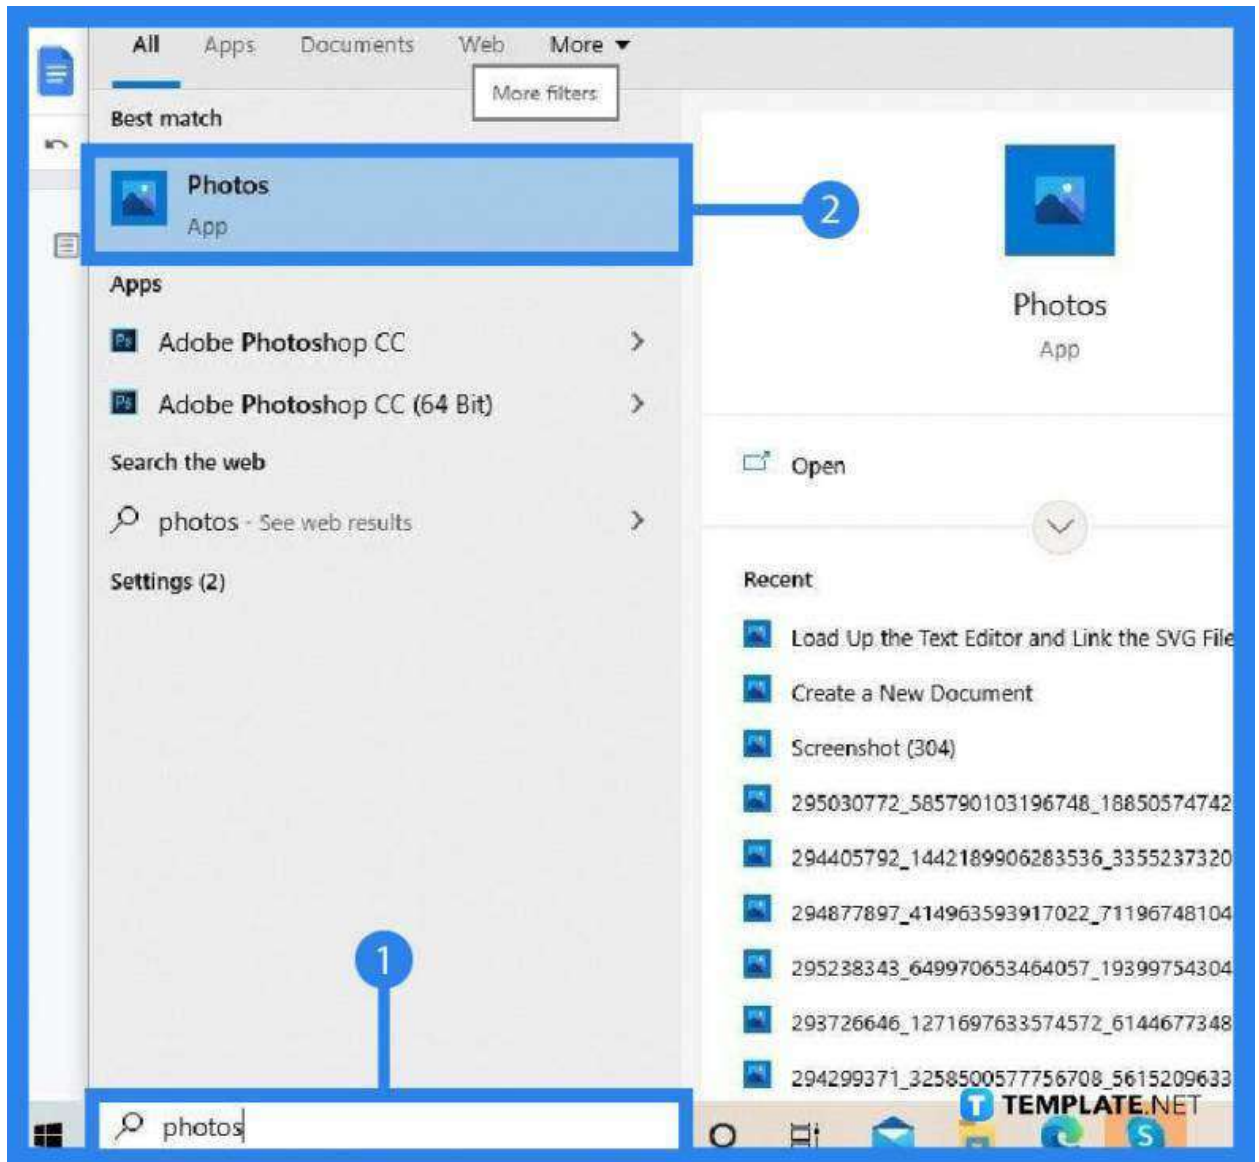 All Apps Documents Web More
More filters
Best match
Photos
App
2
Apps
Adobe Photoshop CC
Adobe Photoshop CC (64 Bit)
Search the web
photos - See web results
Settings (2)
1
photos
Photos
App
Open
Recent
Load Up the Text Editor and Link the SVG File
Create a New Document
Screenshot (304)
295030772_585790103196748_18850574742
294405792_1442189906283536_3355237320
294877897_414963593917022_71196748104
295238343_649970653464057_19399754304
293726646_1271697633574572_6144677348
294299371_3258500577756708_5615209633
T TEMPLATE.NET
S
Ps
Ps